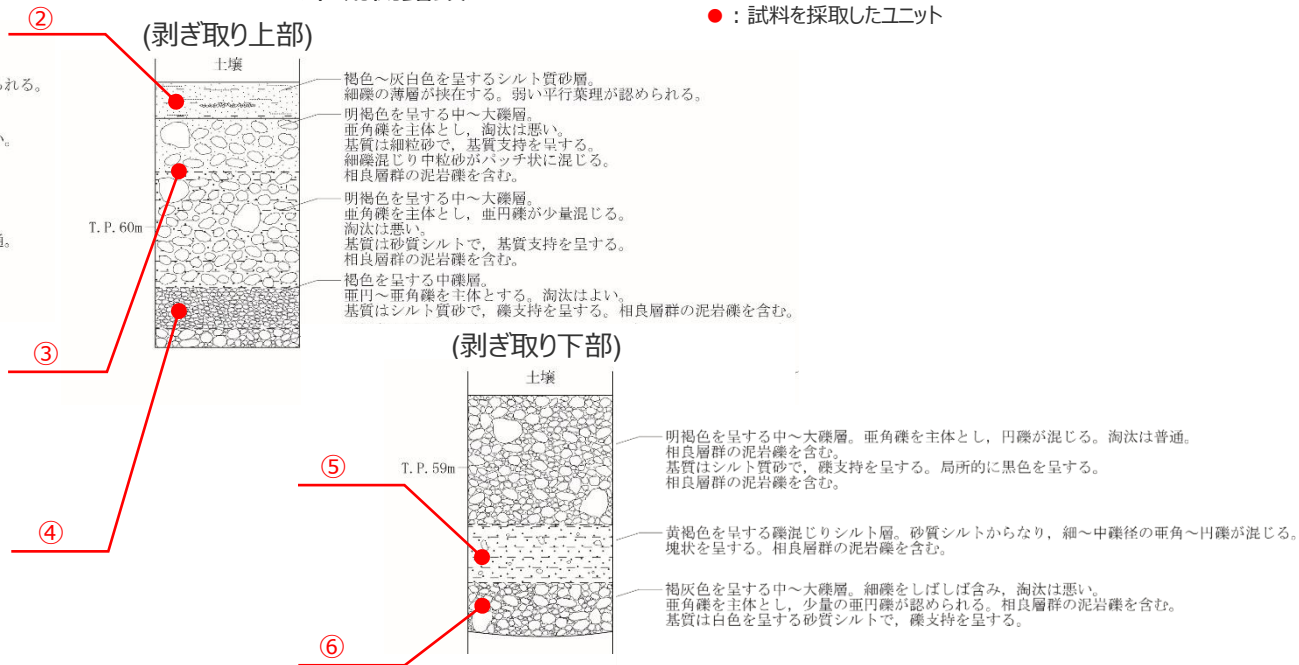 ●：試料を採取したユニット
②
(剥ぎ取り上部)
土壌
褐色～灰白色を呈するシルト質砂層。
細礫の薄層が挟在する。弱い平行葉理が認められる。
られる。
明褐色を呈する中～大礫層。
亜角礫を主体とし，淘汰は悪い。
基質は細粒砂で，基質支持を呈する。
細礫混じり中粒砂がパッチ状に混じる。
相良層群の泥岩礫を含む。
い。
明褐色を呈する中～大礫層。
亜角礫を主体とし，亜円礫が少量混じる。
淘汰は悪い。
基質は砂質シルトで，基質支持を呈する。
相良層群の泥岩礫を含む。
T.P.60m
通。
褐色を呈する中礫層。
亜円～亜角礫を主体とする。淘汰はよい。
基質はシルト質砂で，礫支持を呈する。相良層群の泥岩礫を含む。
③
④
(剥ぎ取り下部)
土壌
明褐色を呈する中～大礫層。亜角礫を主体とし，円礫が混じる。淘汰は普通。
相良層群の泥岩礫を含む。
基質はシルト質砂で，礫支持を呈する。局所的に黒色を呈する。
相良層群の泥岩礫を含む。
T.P.59m
⑤
黄褐色を呈する礫混じりシルト層。砂質シルトからなり，細～中礫径の亜角～円礫が混じる。
塊状を呈する。相良層群の泥岩礫を含む。
褐灰色を呈する中～大礫層。細礫をしばしば含み，淘汰は悪い。
亜角礫を主体とし，少量の亜円礫が認められる。相良層群の泥岩礫を含む。
基質は白色を呈する砂質シルトで，礫支持を呈する。
⑥